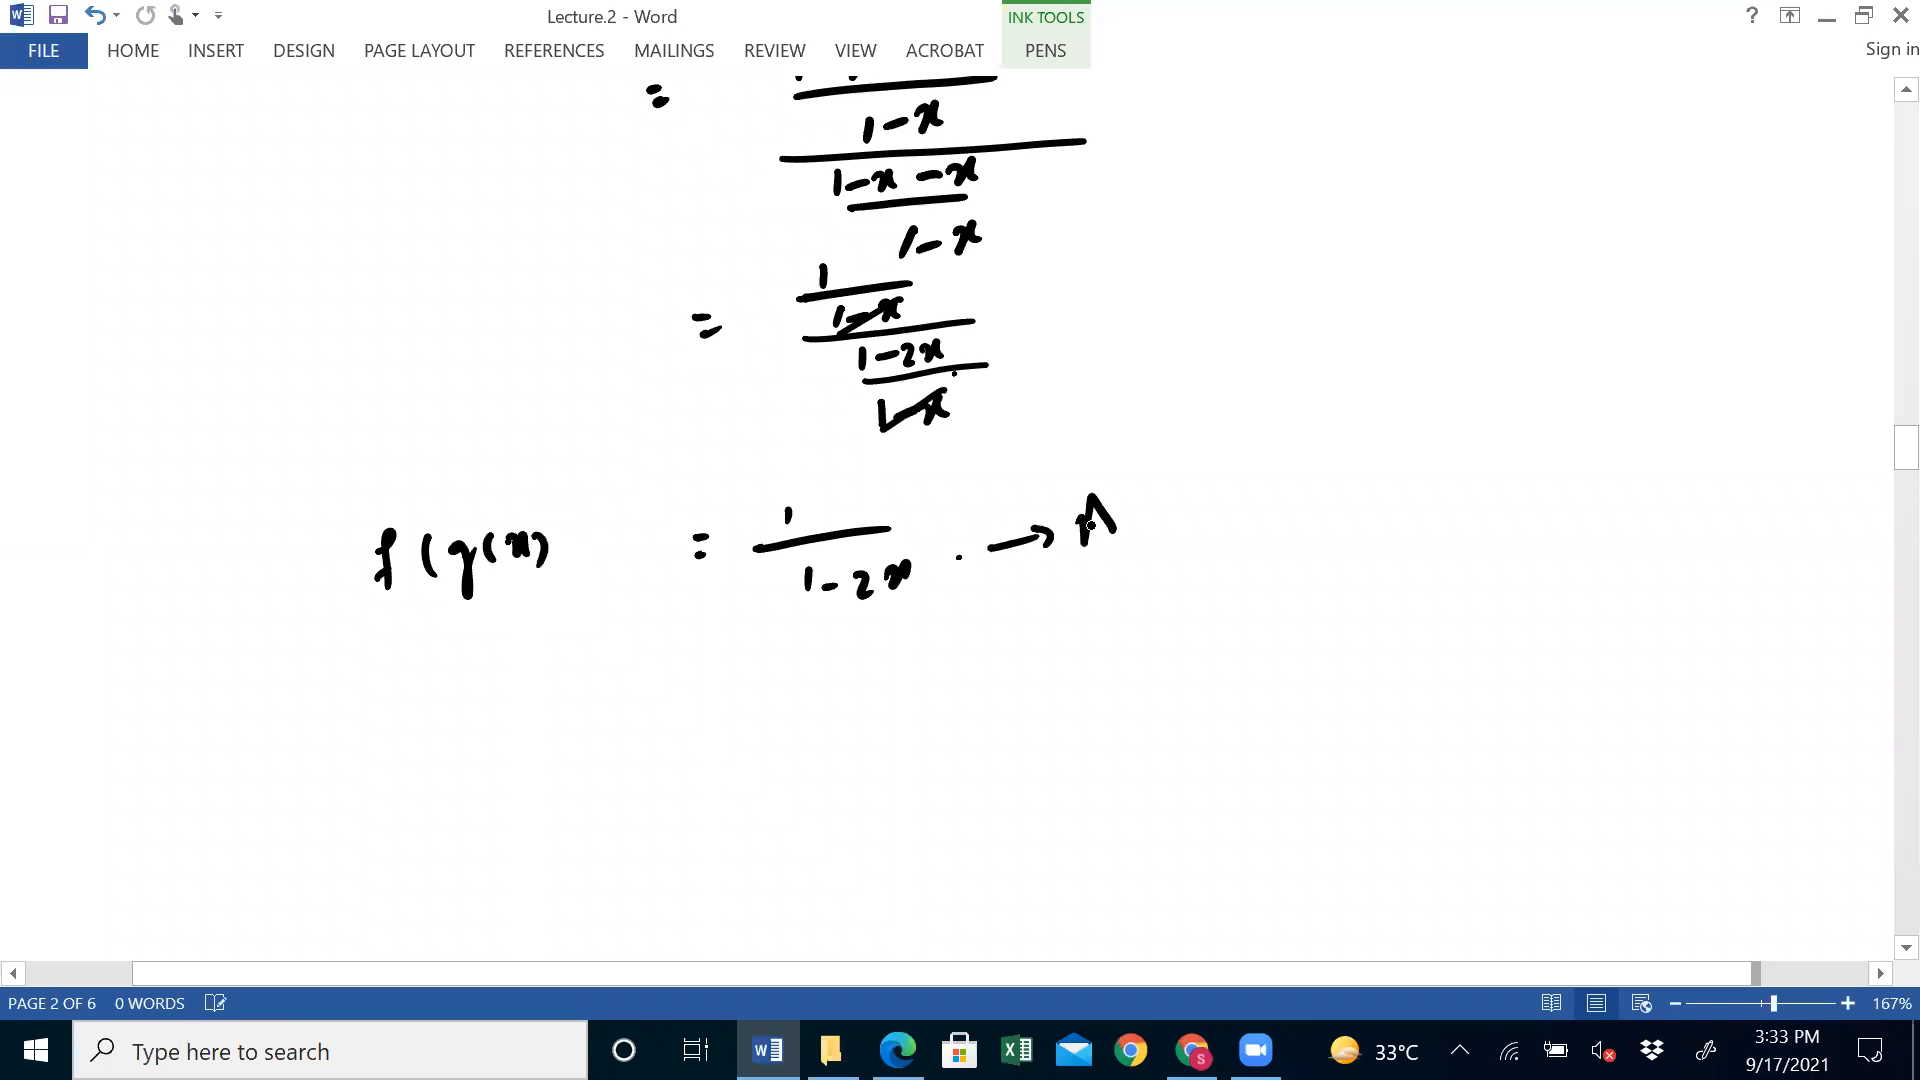 Lecture.2 - Word
INK TOOLS
?
FILE HOME INSERT DESIGN PAGE LAYOUT REFERENCES MAILINGS REVIEW VIEW ACROBAT PENS
Sign in
=
1-x
1-x-x
1-x
1
= 1-x
1-2x
1-x
1
f(g(x) = → A
1-2x .
PAGE 2 OF 6 0 WORDS 167%
Type here to search
33°C
3:33 PM
9/17/2021